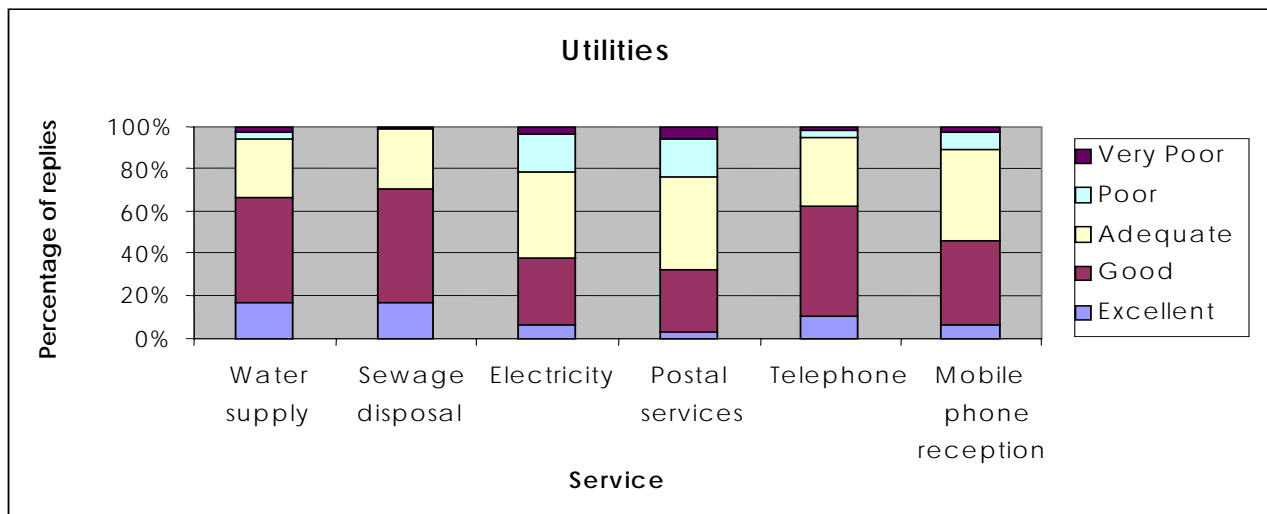 Utilities
Percentage of replies
100%
80%
60%
40%
20%
0%
Water
supply
Sewage
disposal
Electricity
Postal
services
Telephone
Mobile
phone
reception
Service
Very Poor
Poor
Adequate
Good
Excellent